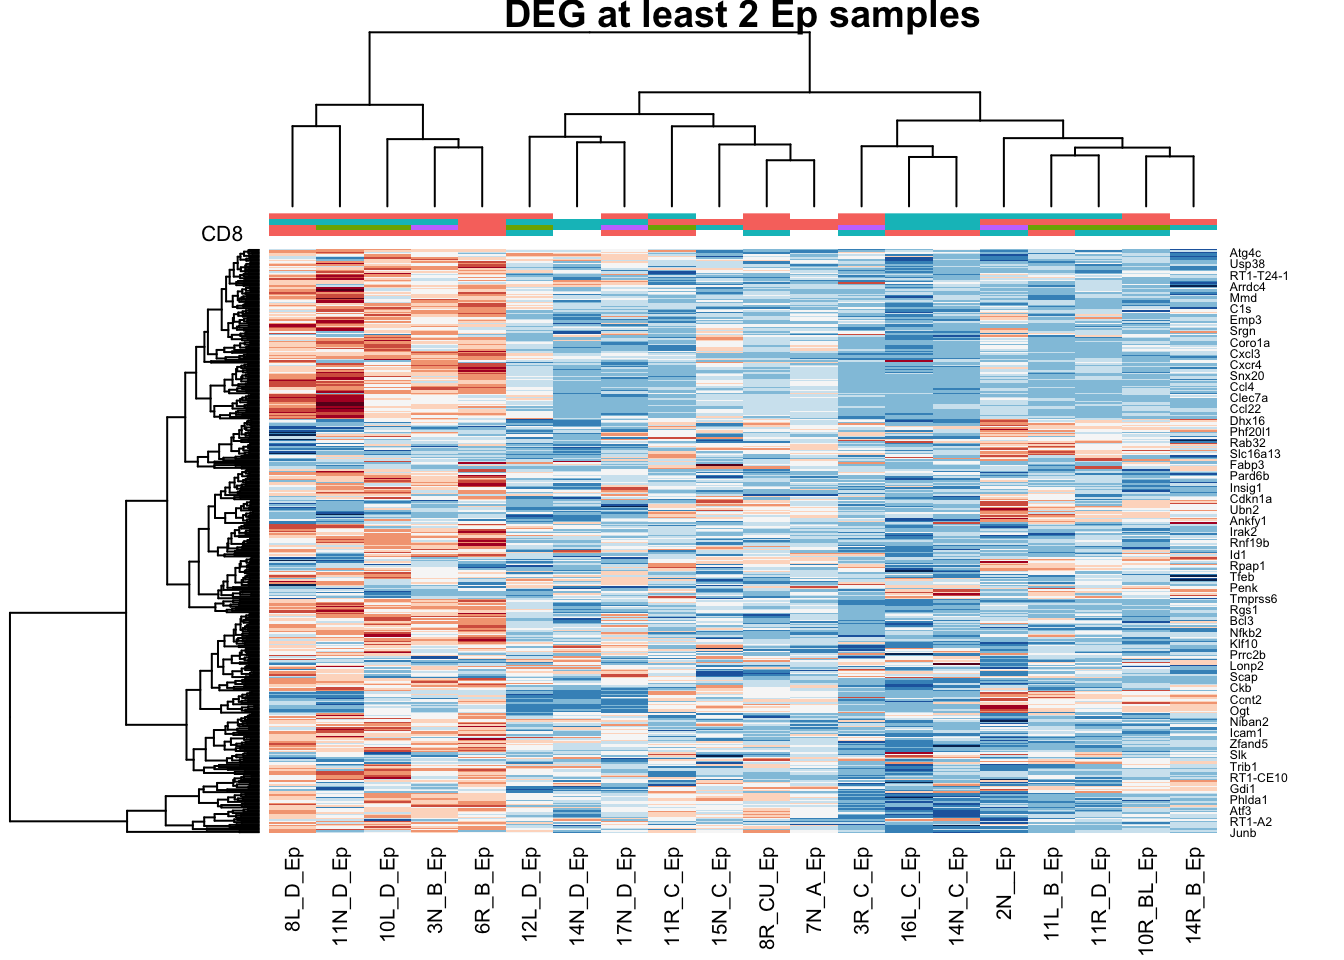 DEG at least 2 Ep samples
CD8
Atg4c
Usp38
RT1-T24-1
Arrdc4
Mmd
C1s
Emp3
Srgn
Coro1a
Cxcl3
Cxcr4
Snx20
Ccl4
Clec7a
Ccl22
Dhx16
Phf20l1
Rab32
Slc16a13
Fabp3
Pard6b
Insig1
Cdkn1a
Ubn2
Ankfy1
Irak2
Rnf19b
Id1
Rpap1
Tfeb
Penk
Tmprss6
Rgs1
Bcl3
Nfkb2
Klf10
Prrc2b
Lonp2
Scap
Ckb
Ccnt2
Ogt
Niban2
Icam1
Zfand5
Slk
Trib1
RT1-CE10
Gdi1
Phlda1
Atf3
RT1-A2
Junb
8L_D_Ep
11N_D_Ep
10L_D_Ep
3N_B_Ep
6R_B_Ep
12L_D_Ep
14N_D_Ep
17N_D_Ep
11R_C_Ep
15N_C_Ep
8R_CU_Ep
7N_A_Ep
3R_C_Ep
16L_C_Ep
14N_C_Ep
2N__Ep
11L_B_Ep
11R_D_Ep
10R_BL_Ep
14R_B_Ep